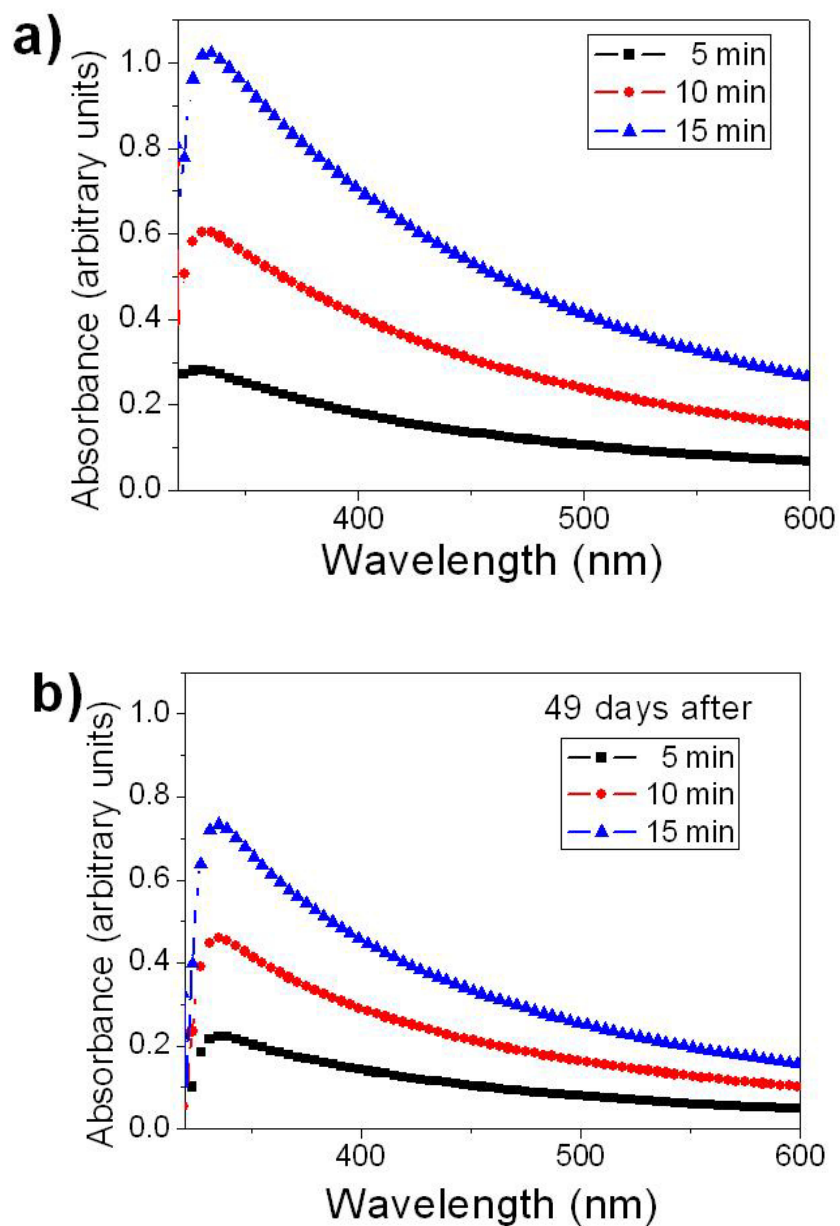 a)
Absorbance (arbitrary units)
1.0
0.8
0.6
0.4
0.2
0.0
5 min
10 min
15 min
400
500
600
Wavelength (nm)
b)
Absorbance (arbitrary units)
1.0
0.8
0.6
0.4
0.2
0.0
49 days after
5 min
10 min
15 min
400
500
600
Wavelength (nm)